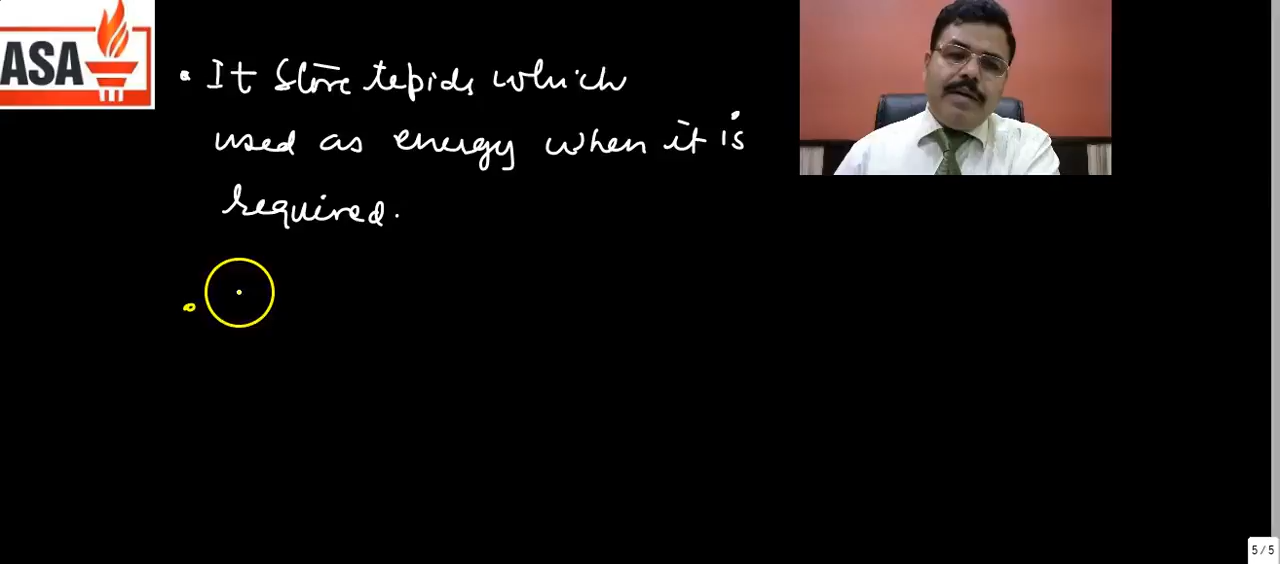 ASA
• It store lepids which
used as energy when it is
required.
•
5/5